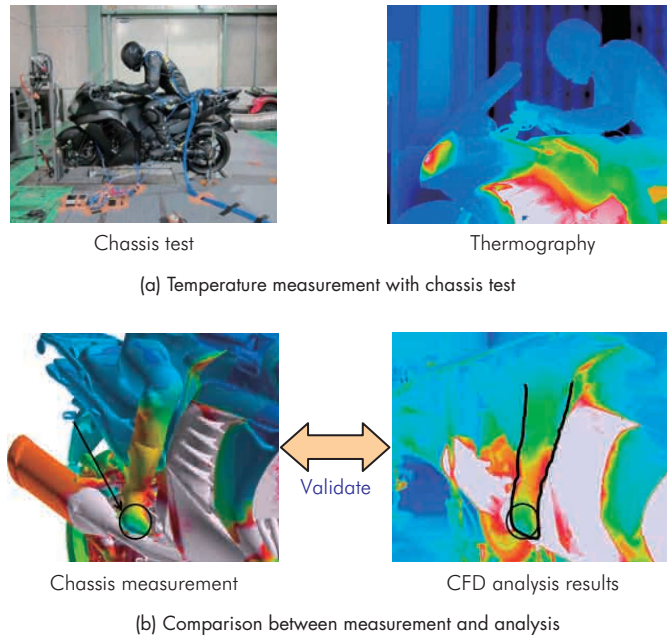 Chassis test
Thermography
(a) Temperature measurement with chassis test
Validate
Chassis measurement
CFD analysis results
(b) Comparison between measurement and analysis